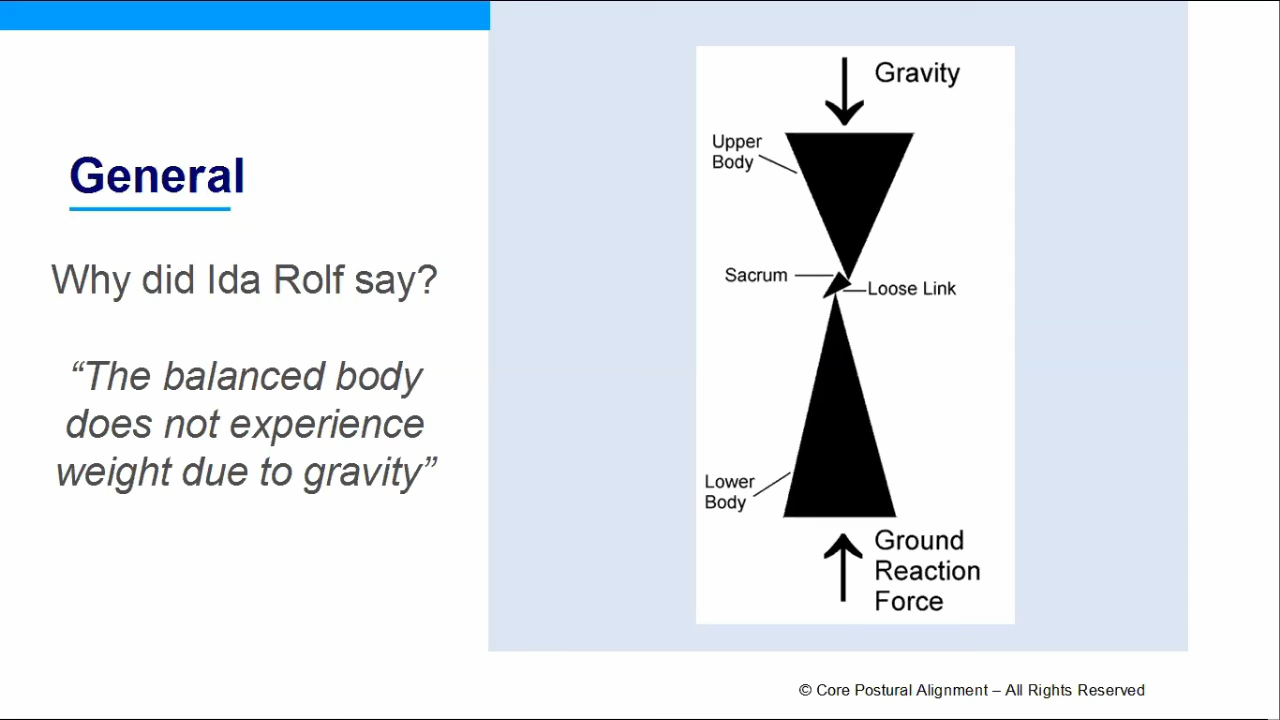 General
Why did Ida Rolf say?
“The balanced body
does not experience
weight due to gravity”
Gravity
Upper
Body
Sacrum
Loose Link
Lower
Body
Ground
Reaction
Force
© Core Postural Alignment – All Rights Reserved